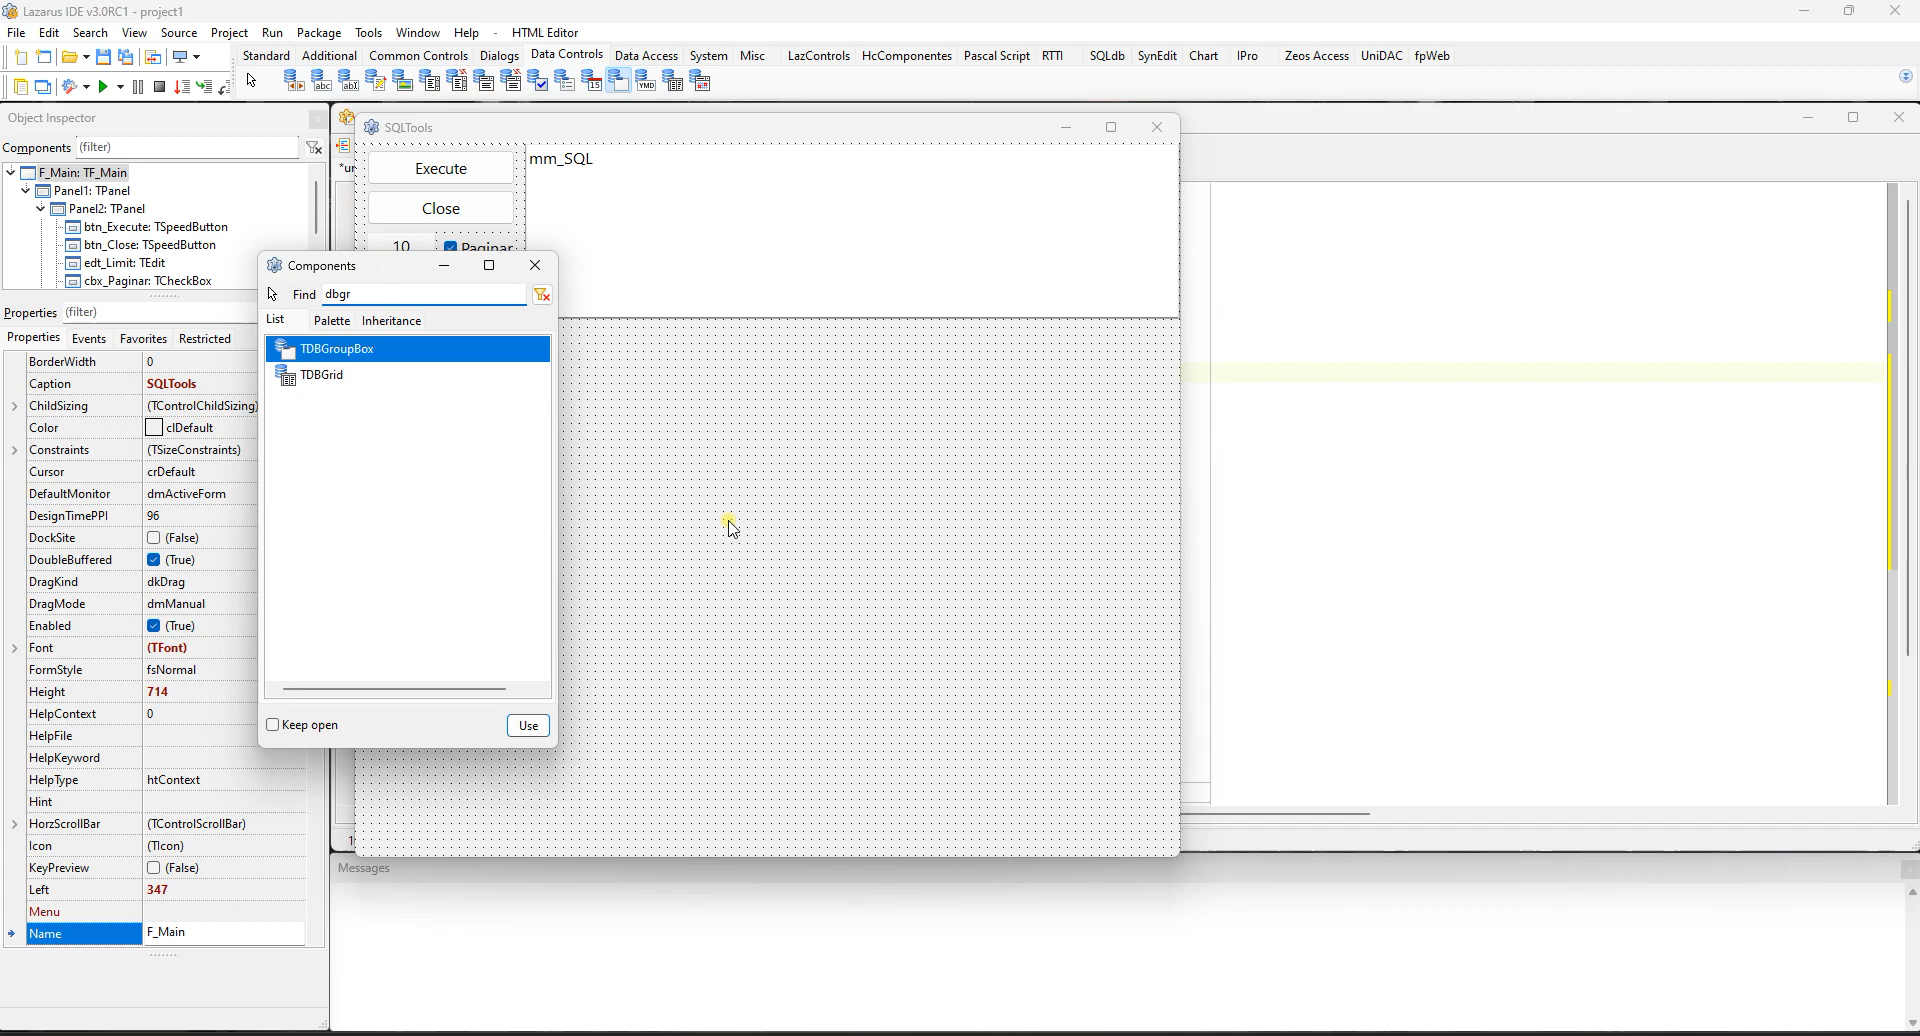 Lazarus IDE v3.0RC1 - project1
File Edit Search View Source Project Run Package Tools Window Help - HTML Editor
Standard Additional Common Controls Dialogs Data Controls Data Access System Misc LazControls HcComponentes Pascal Script RTTI SQLdb SynEdit Chart IPro Zeos Access UniDAC fpWeb
Object Inspector
Components (filter)
F_Main: TF_Main
Panel1: TPanel
Panel2: TPanel
btn_Execute: TSpeedButton
btn_Close: TSpeedButton
edt_Limit: TEdit
cbx_Paginar: TCheckBox
Properties (filter)
Properties Events Favorites Restricted
BorderWidth 0
Caption SQLTools
ChildSizing (TControlChildSizing)
Color clDefault
Constraints (TSizeConstraints)
Cursor crDefault
DefaultMonitor dmActiveForm
DesignTimePPI 96
DockSite (False)
DoubleBuffered (True)
DragKind dkDrag
DragMode dmManual
Enabled (True)
Font (TFont)
FormStyle fsNormal
Height 714
HelpContext 0
HelpFile
HelpKeyword
HelpType htContext
Hint
HorzScrollBar (TControlScrollBar)
Icon (TIcon)
KeyPreview (False)
Left 347
Menu
Name F_Main
SQLTools
Execute
Close
10 Paginar
mm_SQL
Components
Find dbgr
List Palette Inheritance
TDBGroupBox
TDBGrid
Keep open Use
Messages